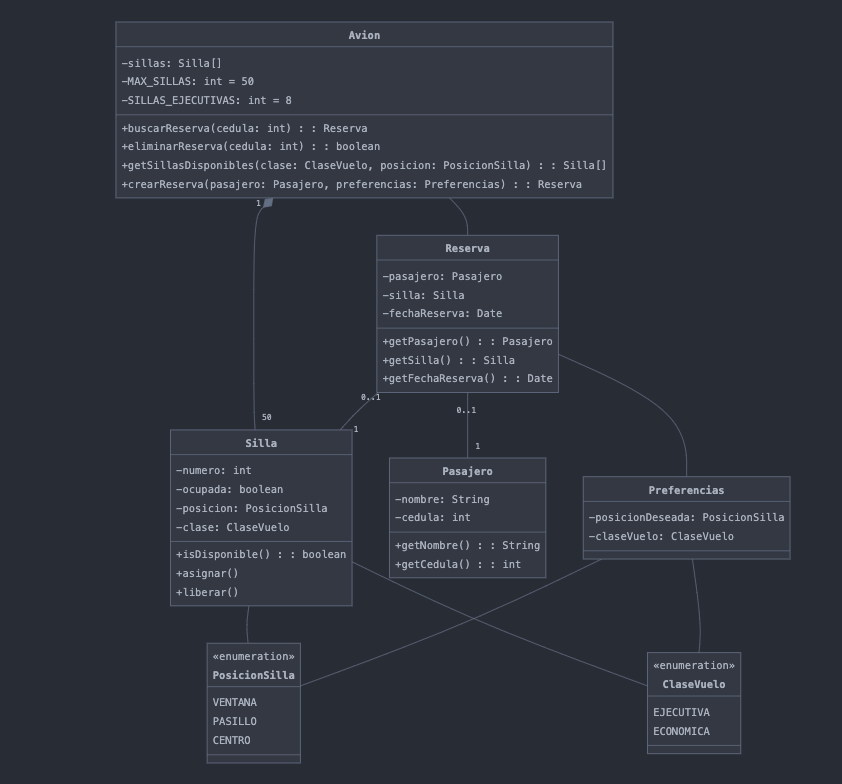 Avion
-sillas: Silla[]
-MAX_SILLAS: int = 50
-SILLAS_EJECUTIVAS: int = 8
+buscarReserva(cedula: int) : : Reserva
+eliminarReserva(cedula: int) : : boolean
+getSillasDisponibles(clase: ClaseVuelo, posicion: PosicionSilla) : : Silla[]
+crearReserva(pasajero: Pasajero, preferencias: Preferencias) : : Reserva
1
Reserva
-pasajero: Pasajero
-silla: Silla
-fechaReserva: Date
+getPasajero() : : Pasajero
+getSilla() : : Silla
+getFechaReserva() : : Date
0..1
0..1
50
1
1
Silla
-numero: int
-ocupada: boolean
-posicion: PosicionSilla
-clase: ClaseVuelo
+isDisponible() : : boolean
+asignar()
+liberar()
Pasajero
-nombre: String
-cedula: int
+getNombre() : : String
+getCedula() : : int
Preferencias
-posicionDeseada: PosicionSilla
-claseVuelo: ClaseVuelo
«enumeration»
PosicionSilla
VENTANA
PASILLO
CENTRO
«enumeration»
ClaseVuelo
EJECUTIVA
ECONOMICA